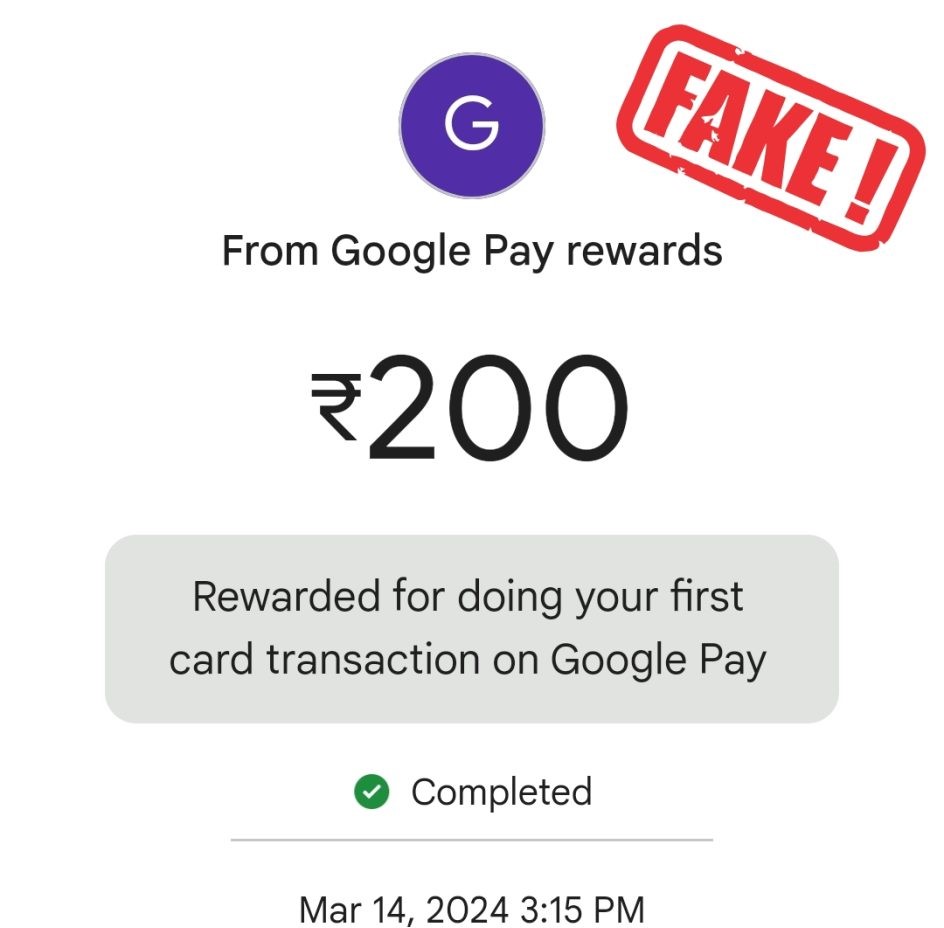 G
FAKE!
From Google Pay rewards
₹200
Rewarded for doing your first
card transaction on Google Pay
Completed
Mar 14, 2024 3:15 PM